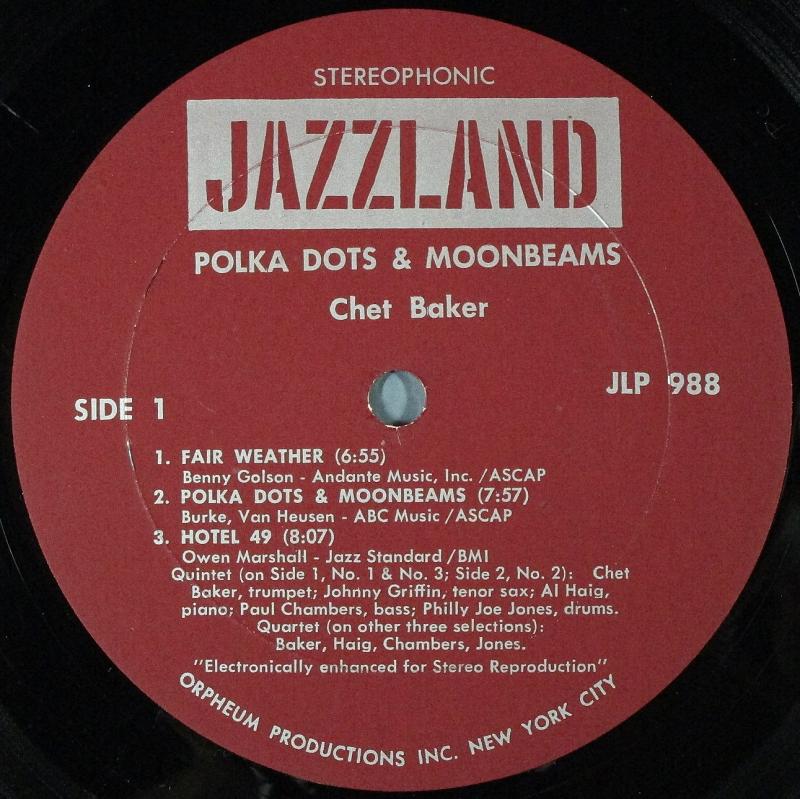 STEREOPHONIC
JAZZLAND
POLKA DOTS & MOONBEAMS
Chet Baker
SIDE 1
JLP 988
1. FAIR WEATHER (6:55)
Benny Golson - Andante Music, Inc. /ASCAP
2. POLKA DOTS & MOONBEAMS (7:57)
Burke, Van Heusen - ABC Music /ASCAP
3. HOTEL 49 (8:07)
Owen Marshall - Jazz Standard /BMI
Quintet (on Side 1, No. 1 & No. 3; Side 2, No. 2): Chet
Baker, trumpet; Johnny Griffin, tenor sax; Al Haig,
piano; Paul Chambers, bass; Philly Joe Jones, drums.
Quartet (on other three selections):
Baker, Haig, Chambers, Jones.
"Electronically enhanced for Stereo Reproduction"
ORPHEUM PRODUCTIONS INC. NEW YORK CITY